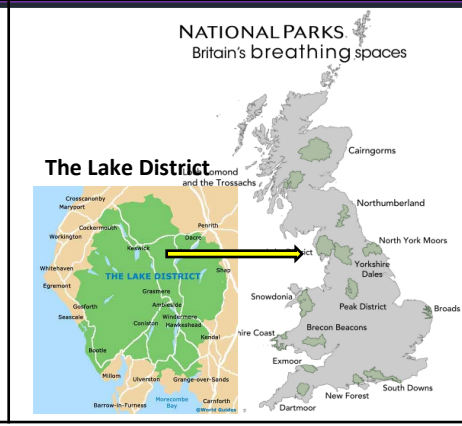 NATIONAL PARKS
Britain's breathing spaces
Cairngorms
The Lake District
Lomond
and the Trossachs
Northumberland
North York Moors
Yorkshire
Dales
Snowdonia
Peak District
Broads
Brecon Beacons
Exmoor
South Downs
New Forest
Dartmoor
Crosscanonby
Maryport
Cockermouth
Penrith
Workington
Dacre
Keswick
Whitehaven
THE LAKE DISTRICT
Shap
Egremont
Grasmere
Gosforth
Ambleside
Seascale
Windermere
Coniston
Hawkeshead
Kendal
Bootle
Millom
Ulverston
Grange-over-Sands
Barrow-in-Furness
Morecombe
Bay
Carnforth
©World Guides